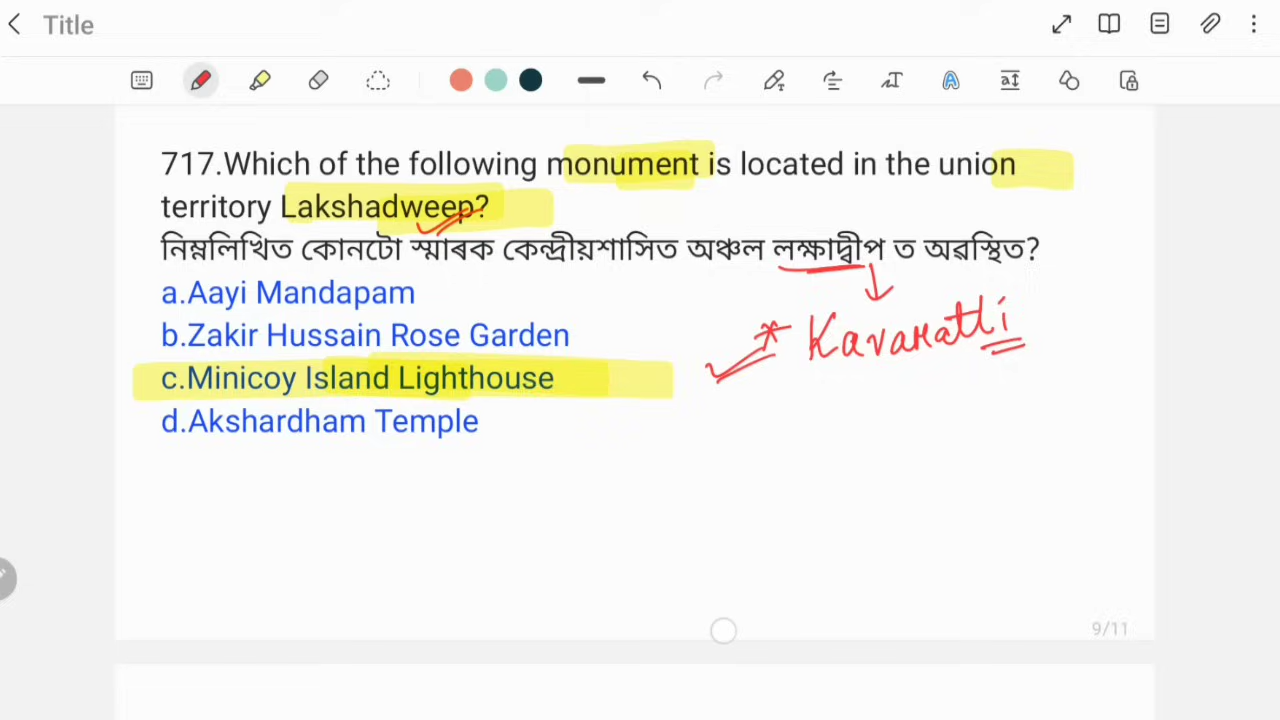 Title
717.Which of the following monument is located in the union
territory Lakshadweep?
নিম্নলিখিত কোনটো স্মাৰক কেন্দ্ৰীয়শাসিত অঞ্চল লক্ষাদ্বীপ ত অৱস্থিত?
a.Aayi Mandapam
b.Zakir Hussain Rose Garden
* Kavaratti
c.Minicoy Island Lighthouse
d.Akshardham Temple
9/11